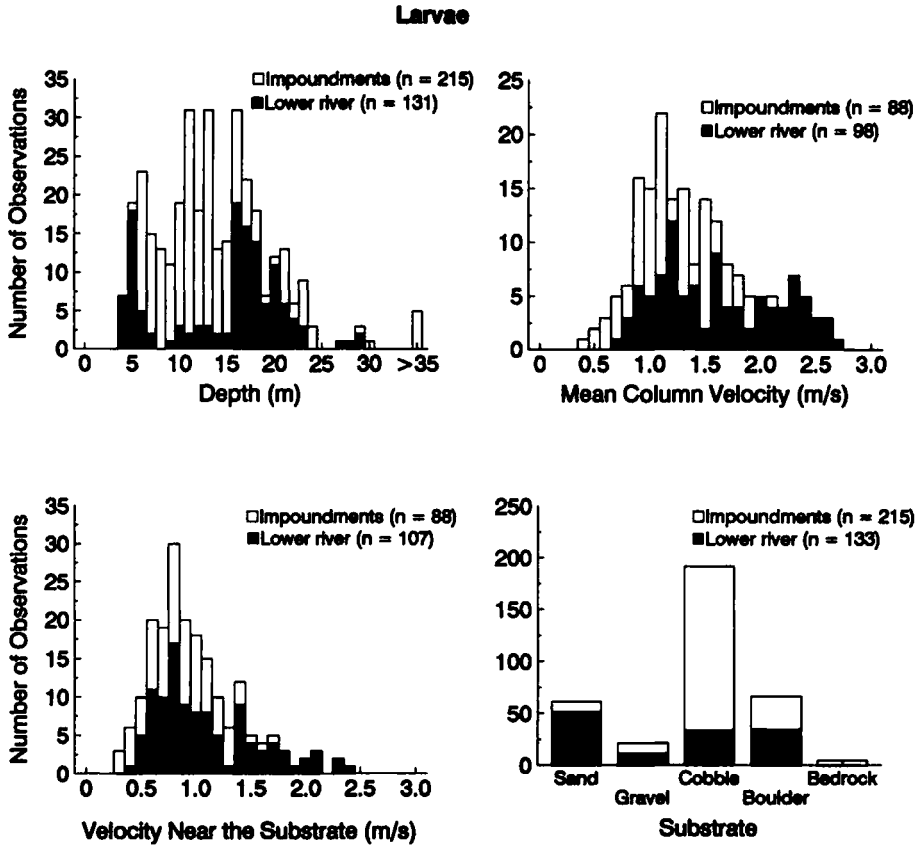 Larvae
Number of Observations
35
30
25
20
15
10
5
0
Impoundments (n = 215)
Lower river (n = 131)
0 5 10 15 20 25 30 >35
Depth (m)
25
20
15
10
5
0
Impoundments (n = 88)
Lower river (n = 98)
0 0.5 1.0 1.5 2.0 2.5 3.0
Mean Column Velocity (m/s)
Number of Observations
35
30
25
20
15
10
5
0
Impoundments (n = 88)
Lower river (n = 107)
0 0.5 1.0 1.5 2.0 2.5 3.0
Velocity Near the Substrate (m/s)
250
200
150
100
50
0
Impoundments (n = 215)
Lower river (n = 133)
Sand Cobble Bedrock
Gravel Boulder
Substrate